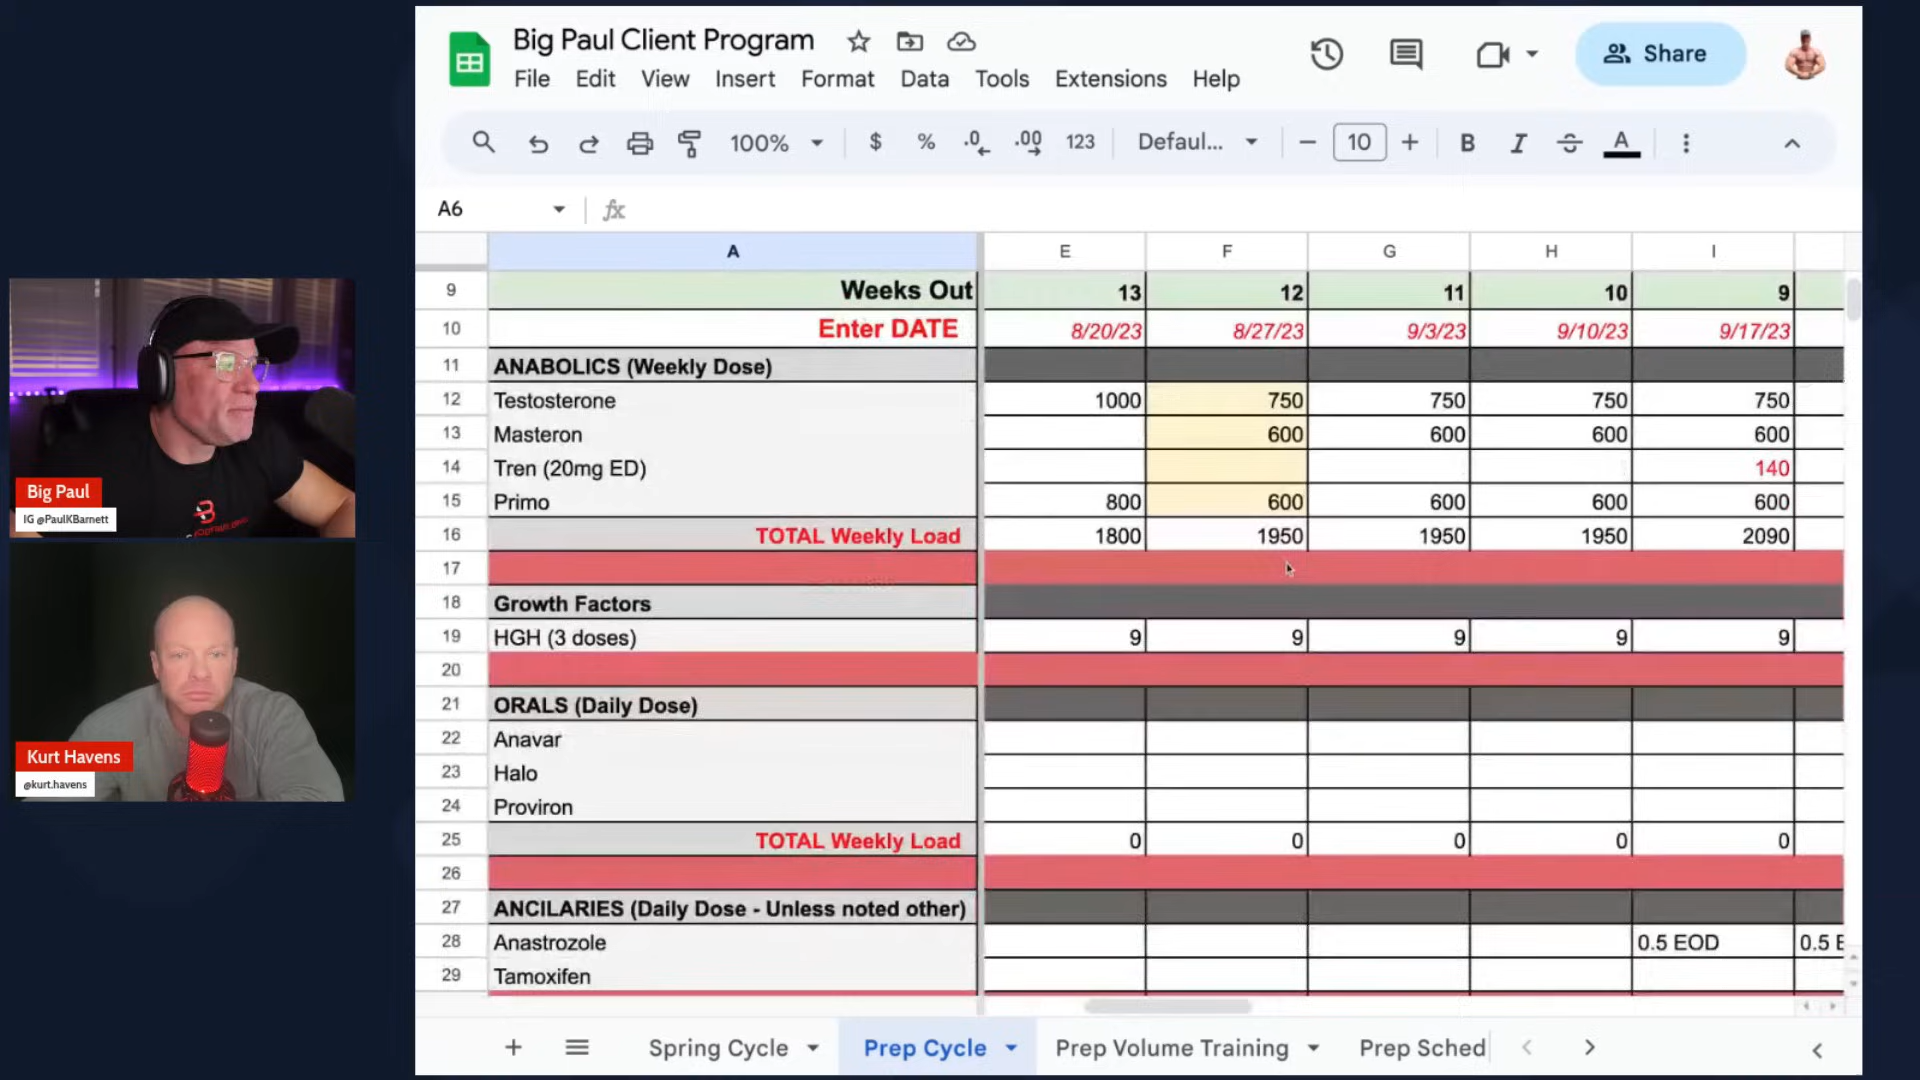 Big Paul Client Program
File Edit View Insert Format Data Tools Extensions Help
Share
100% $ % .0 .00 123 Defaul... 10 B I A
A6 fx
A E F G H I
9 Weeks Out 13 12 11 10 9
10 Enter DATE 8/20/23 8/27/23 9/3/23 9/10/23 9/17/23
11 ANABOLICS (Weekly Dose)
12 Testosterone 1000 750 750 750 750
13 Masteron 600 600 600 600
14 Tren (20mg ED) 140
15 Primo 800 600 600 600 600
16 TOTAL Weekly Load 1800 1950 1950 1950 2090
17
18 Growth Factors
19 HGH (3 doses) 9 9 9 9 9
20
21 ORALS (Daily Dose)
22 Anavar
23 Halo
24 Proviron
25 TOTAL Weekly Load 0 0 0 0 0
26
27 ANCILARIES (Daily Dose - Unless noted other)
28 Anastrozole 0.5 EOD 0.5 E
29 Tamoxifen
Spring Cycle Prep Cycle Prep Volume Training Prep Sched
Big Paul
IG @PaulKBarnett
Kurt Havens
@kurt.havens